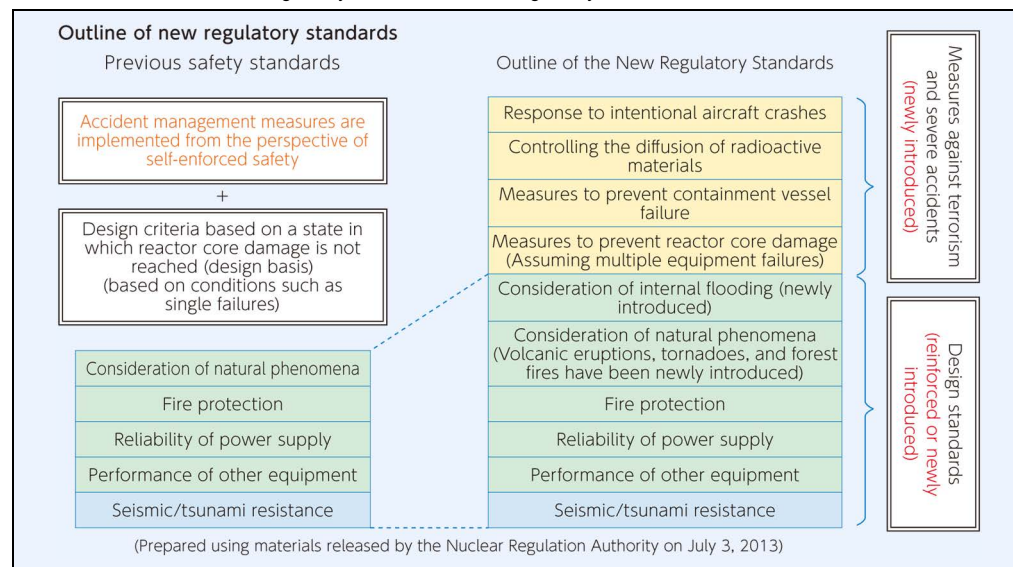 Outline of new regulatory standards
Previous safety standards
Accident management measures are
implemented from the perspective of
self-enforced safety
+
Design criteria based on a state in
which reactor core damage is not
reached (design basis)
(based on conditions such as
single failures)
Consideration of natural phenomena
Fire protection
Reliability of power supply
Performance of other equipment
Seismic/tsunami resistance
Outline of the New Regulatory Standards
Response to intentional aircraft crashes
Controlling the diffusion of radioactive
materials
Measures to prevent containment vessel
failure
Measures to prevent reactor core damage
(Assuming multiple equipment failures)
Consideration of internal flooding (newly
introduced)
Consideration of natural phenomena
(Volcanic eruptions, tornadoes, and forest
fires have been newly introduced)
Fire protection
Reliability of power supply
Performance of other equipment
Seismic/tsunami resistance
Measures against terrorism
and severe accidents
(newly introduced)
Design standards
(reinforced or newly
introduced)
(Prepared using materials released by the Nuclear Regulation Authority on July 3, 2013)